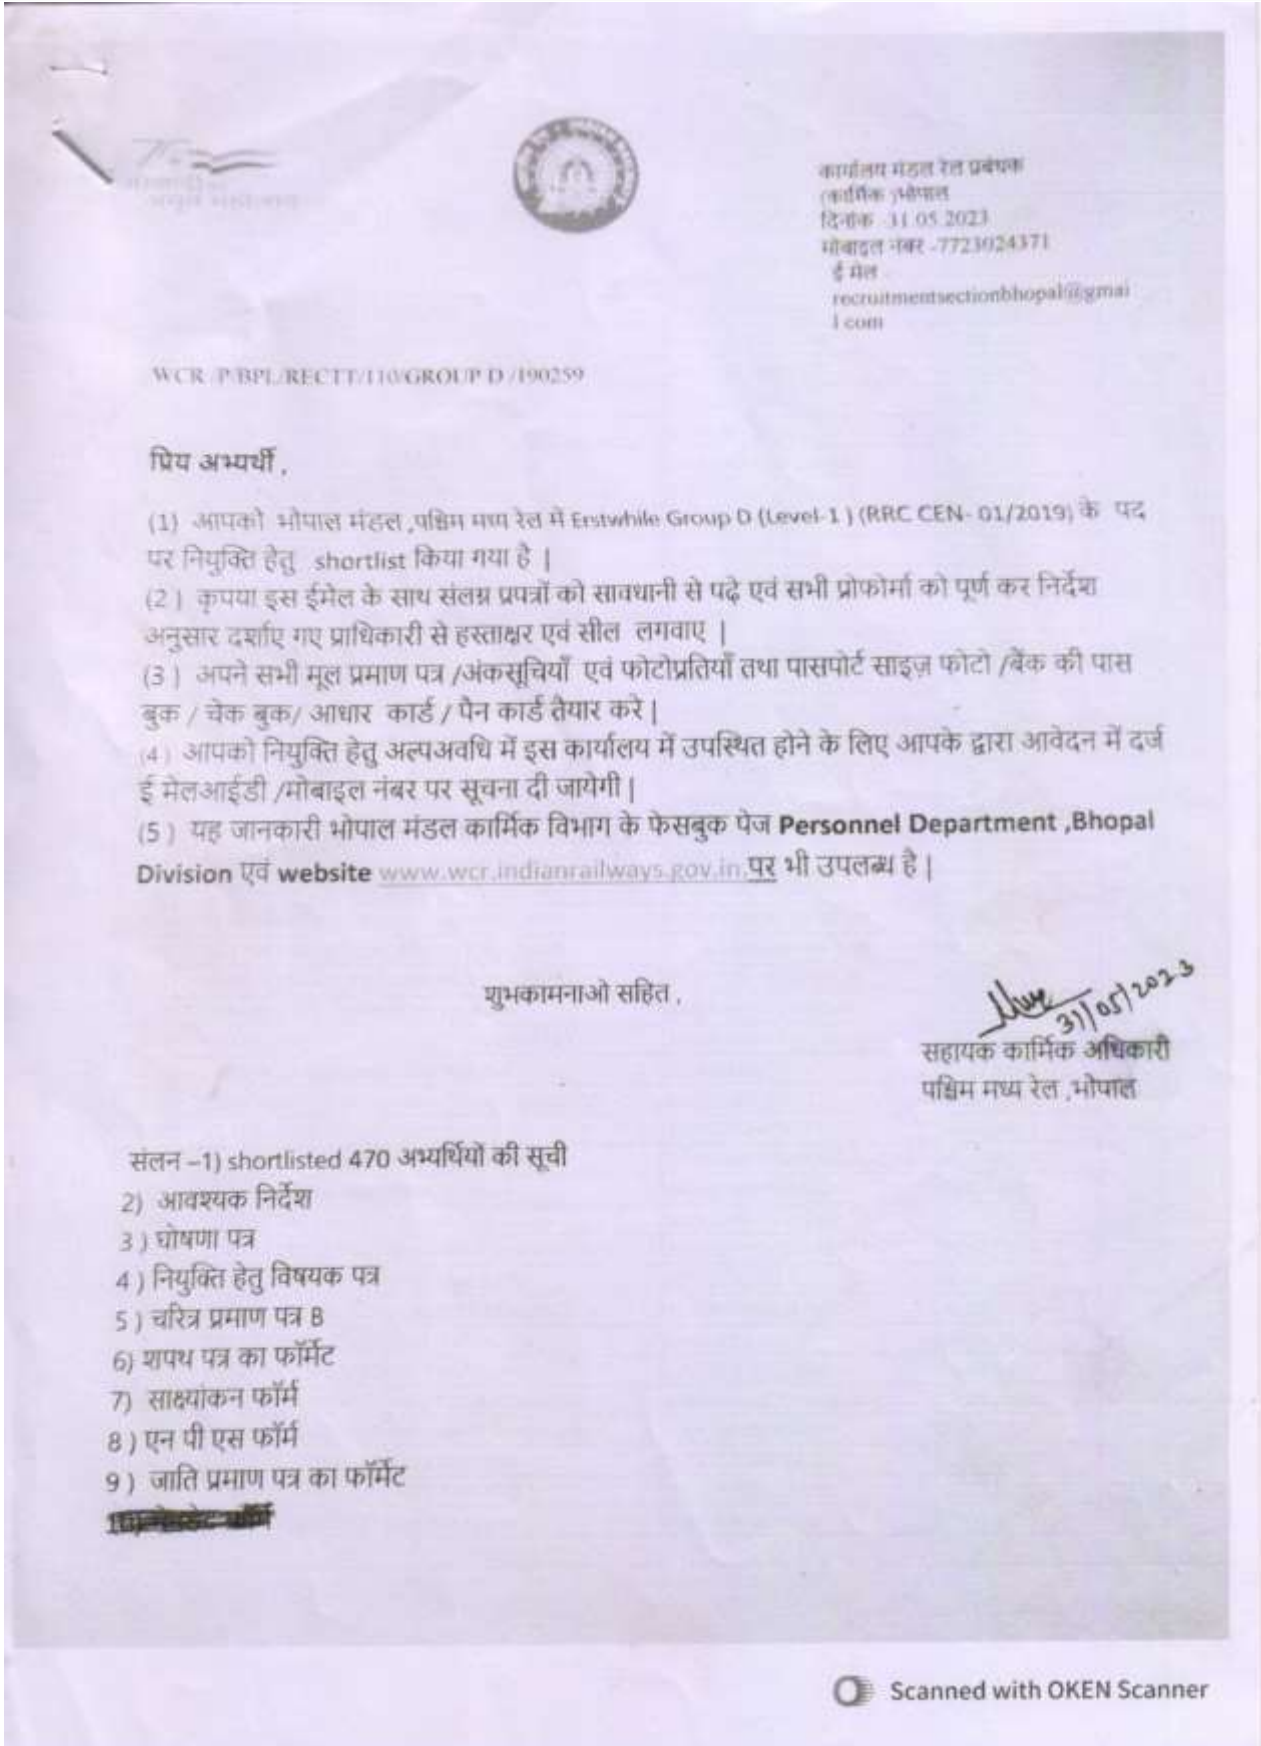 आज़ादी का
अमृत महोत्सव
कार्यालय मंडल रेल प्रबंधक
(कार्मिक )भोपाल
दिनांक -31.05.2023
मोबाइल नंबर -7723024371
ई मेल -
recruitmentsectionbhopal@gmai
l.com
WCR /P/BPL/RECTT/110/GROUP D /190259
प्रिय अभ्यर्थी ,
(1) आपको भोपाल मंडल ,पश्चिम मध्य रेल में Erstwhile Group D (Level-1 ) (RRC CEN- 01/2019) के पद
पर नियुक्ति हेतु shortlist किया गया है |
(2 ) कृपया इस ईमेल के साथ संलग्न प्रपत्रों को सावधानी से पढ़े एवं सभी प्रोफोर्मा को पूर्ण कर निर्देश
अनुसार दर्शाए गए प्राधिकारी से हस्ताक्षर एवं सील लगवाए |
(3 ) अपने सभी मूल प्रमाण पत्र /अंकसूचियाँ एवं फोटोप्रतियाँ तथा पासपोर्ट साइज़ फोटो /बैंक की पास
बुक / चेक बुक/ आधार कार्ड / पैन कार्ड तैयार करे |
(4) आपको नियुक्ति हेतु अल्पअवधि में इस कार्यालय में उपस्थित होने के लिए आपके द्वारा आवेदन में दर्ज
ई मेलआईडी /मोबाइल नंबर पर सूचना दी जायेगी |
(5 ) यह जानकारी भोपाल मंडल कार्मिक विभाग के फेसबुक पेज Personnel Department ,Bhopal
Division एवं website www.wcr.indianrailways.gov.in पर भी उपलब्ध है |
शुभकामनाओ सहित ,
31/05/2023
सहायक कार्मिक अधिकारी
पश्चिम मध्य रेल ,भोपाल
संलन –1) shortlisted 470 अभ्यर्थियों की सूची
2) आवश्यक निर्देश
3 ) घोषणा पत्र
4 ) नियुक्ति हेतु विषयक पत्र
5 ) चरित्र प्रमाण पत्र B
6) शपथ पत्र का फॉर्मेट
7) साक्ष्यांकन फॉर्म
8 ) एन पी एस फॉर्म
9 ) जाति प्रमाण पत्र का फॉर्मेट
Scanned with OKEN Scanner